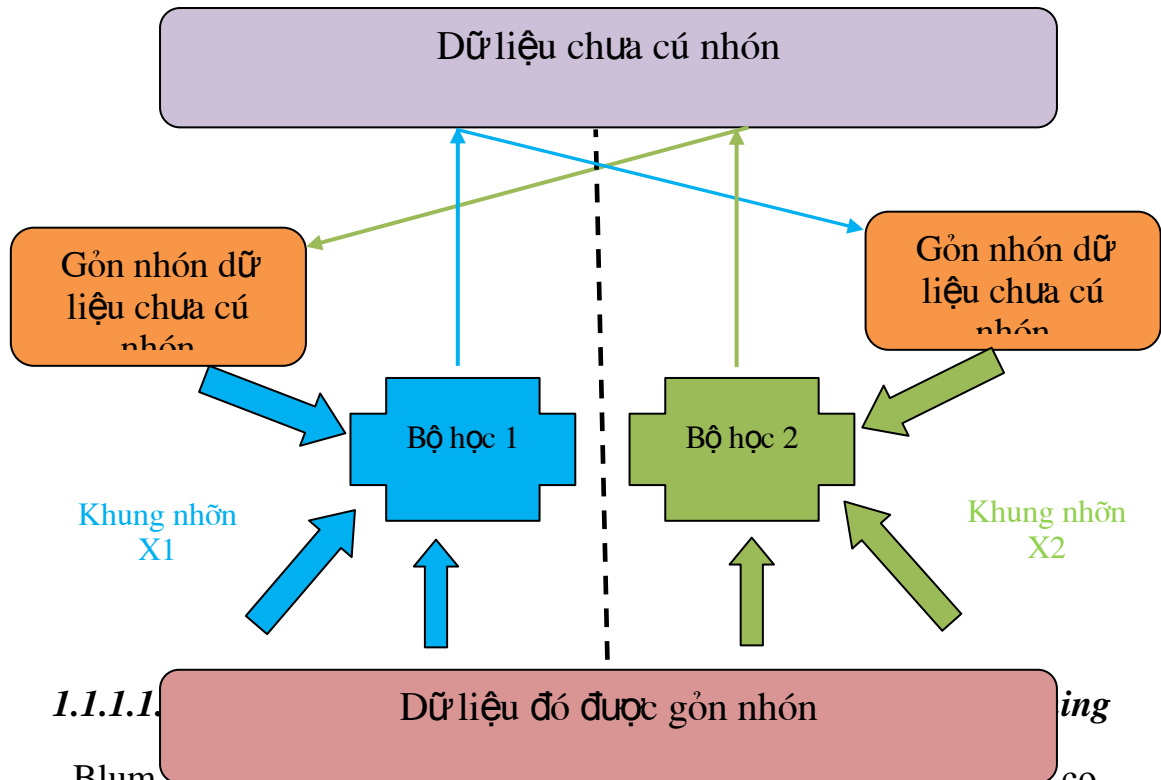 Dữ liệu chưa cú nhón
Gỏn nhón dữ
liệu chưa cú
nhón
Gỏn nhón dữ
liệu chưa cú
nhón
Bộ học 1
Bộ học 2
Khung nhỡn
X1
Khung nhỡn
X2
1.1.1.1. ing
Dữ liệu đó được gỏn nhón
Blum co